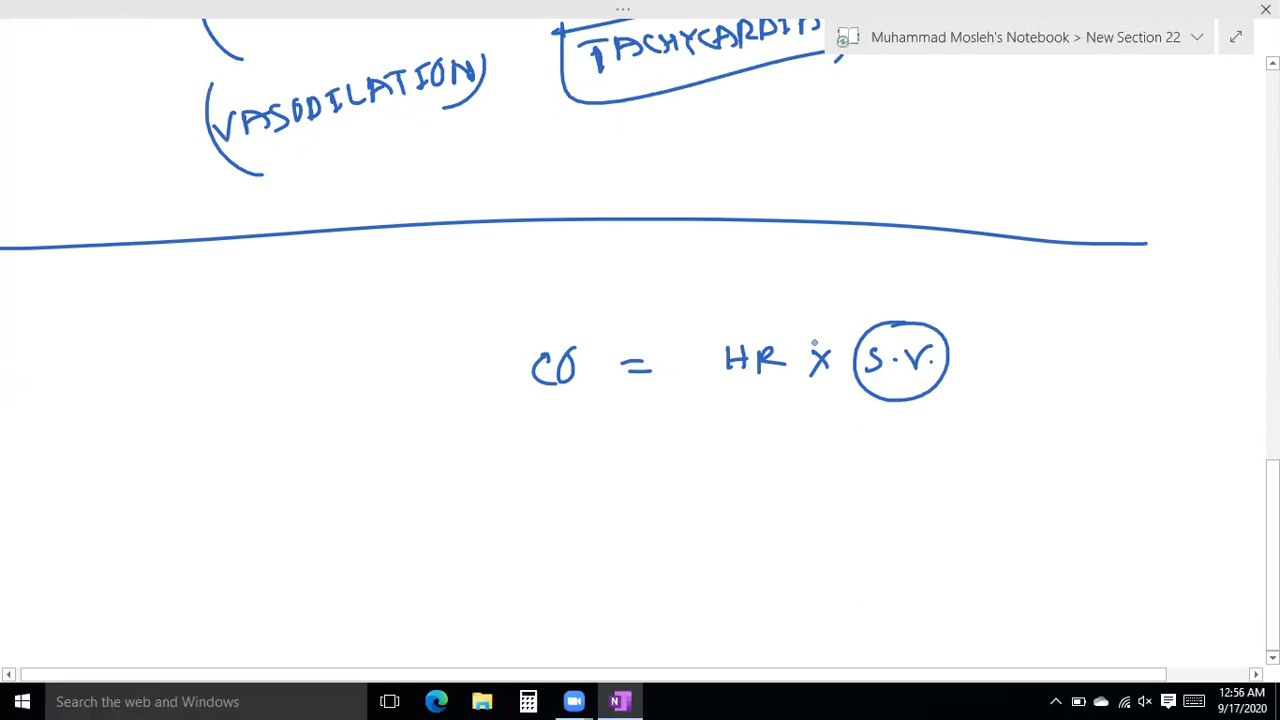 ...
Muhammad Mosleh's Notebook > New Section 22
TACHYCARDIA
VASODILATION
CO = HR X S.V.
Search the web and Windows
12:56 AM
9/17/2020